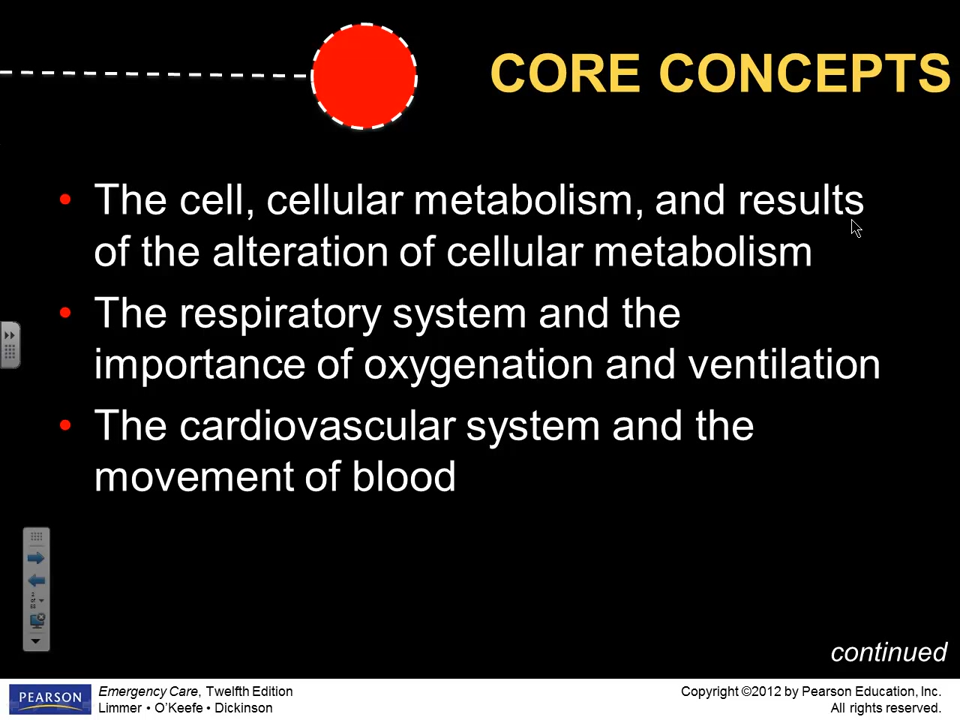 CORE CONCEPTS
• The cell, cellular metabolism, and results
of the alteration of cellular metabolism
• The respiratory system and the
importance of oxygenation and ventilation
• The cardiovascular system and the
movement of blood
continued
PEARSON
Emergency Care, Twelfth Edition
Limmer • O’Keefe • Dickinson
Copyright ©2012 by Pearson Education, Inc.
All rights reserved.